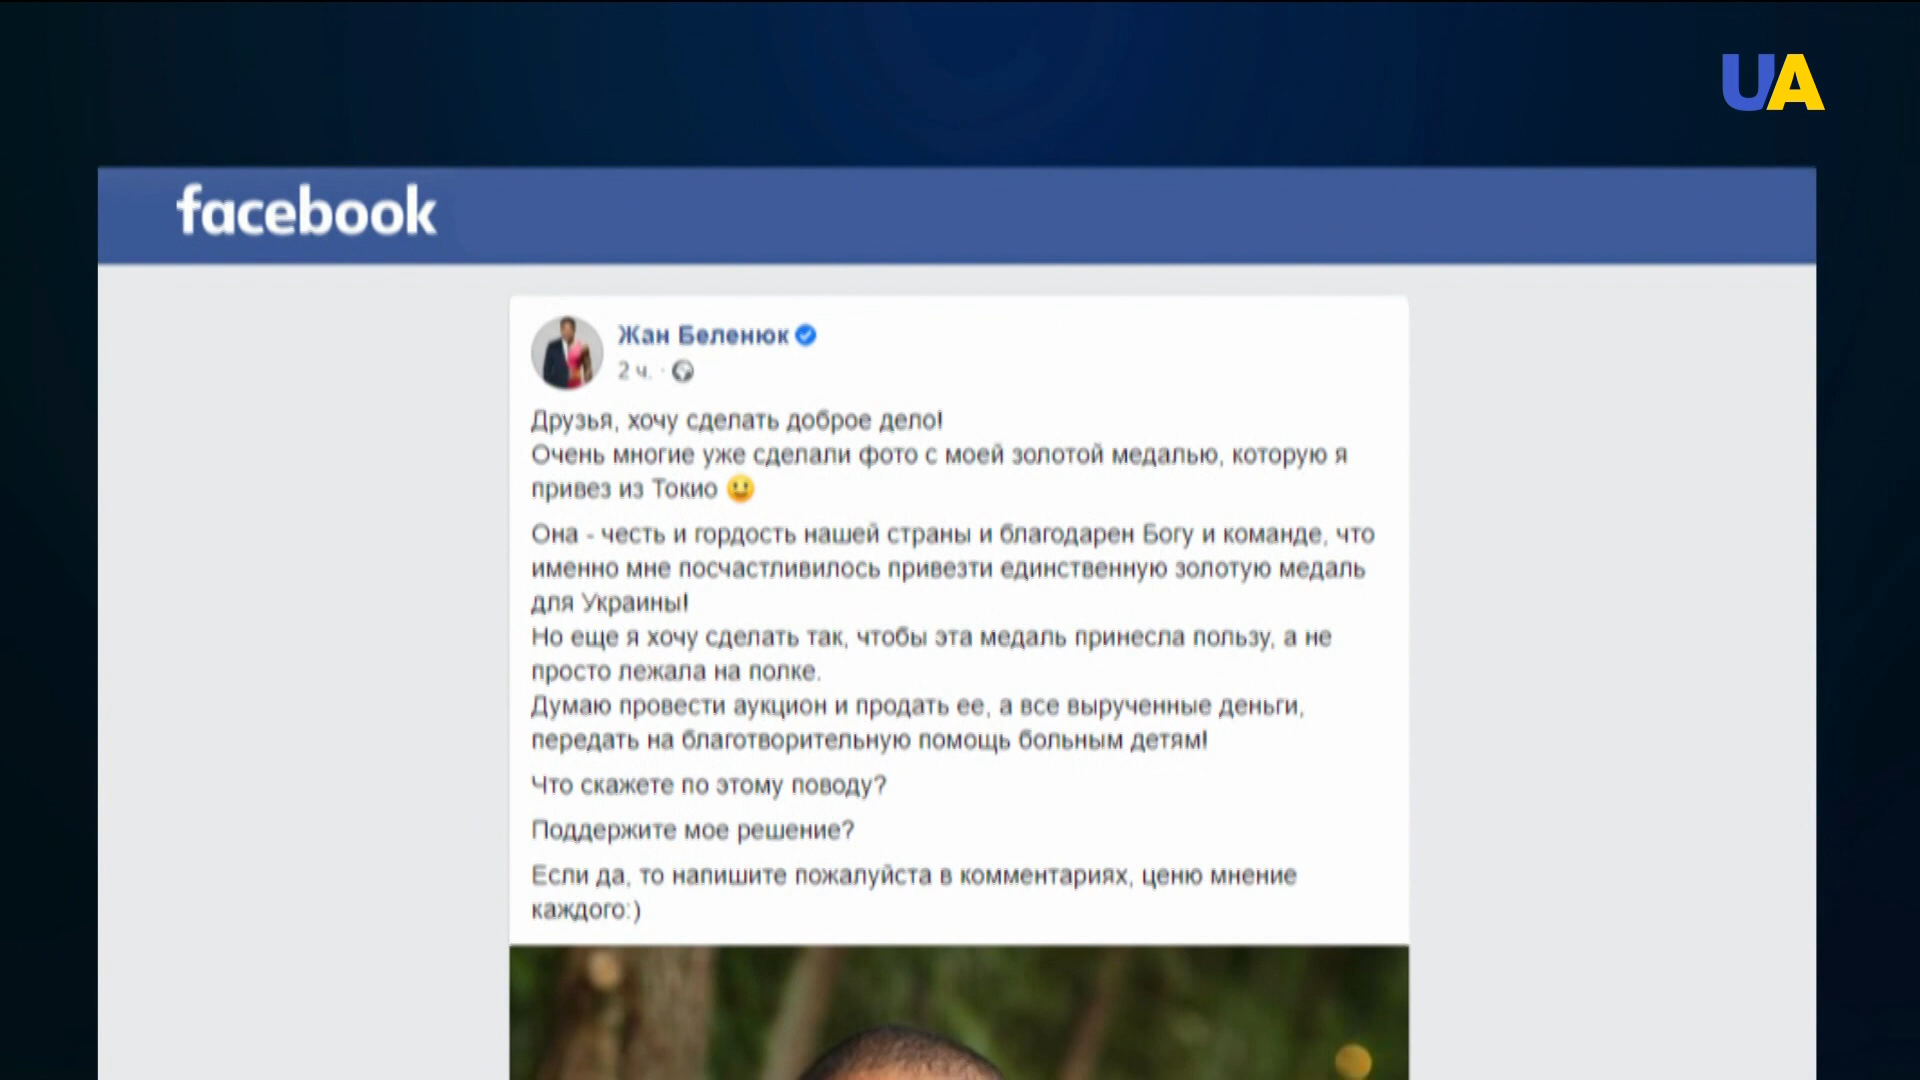 UA
facebook
Жан Беленюк
2 ч. ·
Друзья, хочу сделать доброе дело!
Очень многие уже сделали фото с моей золотой медалью, которую я
привез из Токио 🙂
Она - честь и гордость нашей страны и благодарен Богу и команде, что
именно мне посчастливилось привезти единственную золотую медаль
для Украины!
Но еще я хочу сделать так, чтобы эта медаль принесла пользу, а не
просто лежала на полке.
Думаю провести аукцион и продать ее, а все вырученные деньги,
передать на благотворительную помощь больным детям!
Что скажете по этому поводу?
Поддержите мое решение?
Если да, то напишите пожалуйста в комментариях, ценю мнение
каждого:)